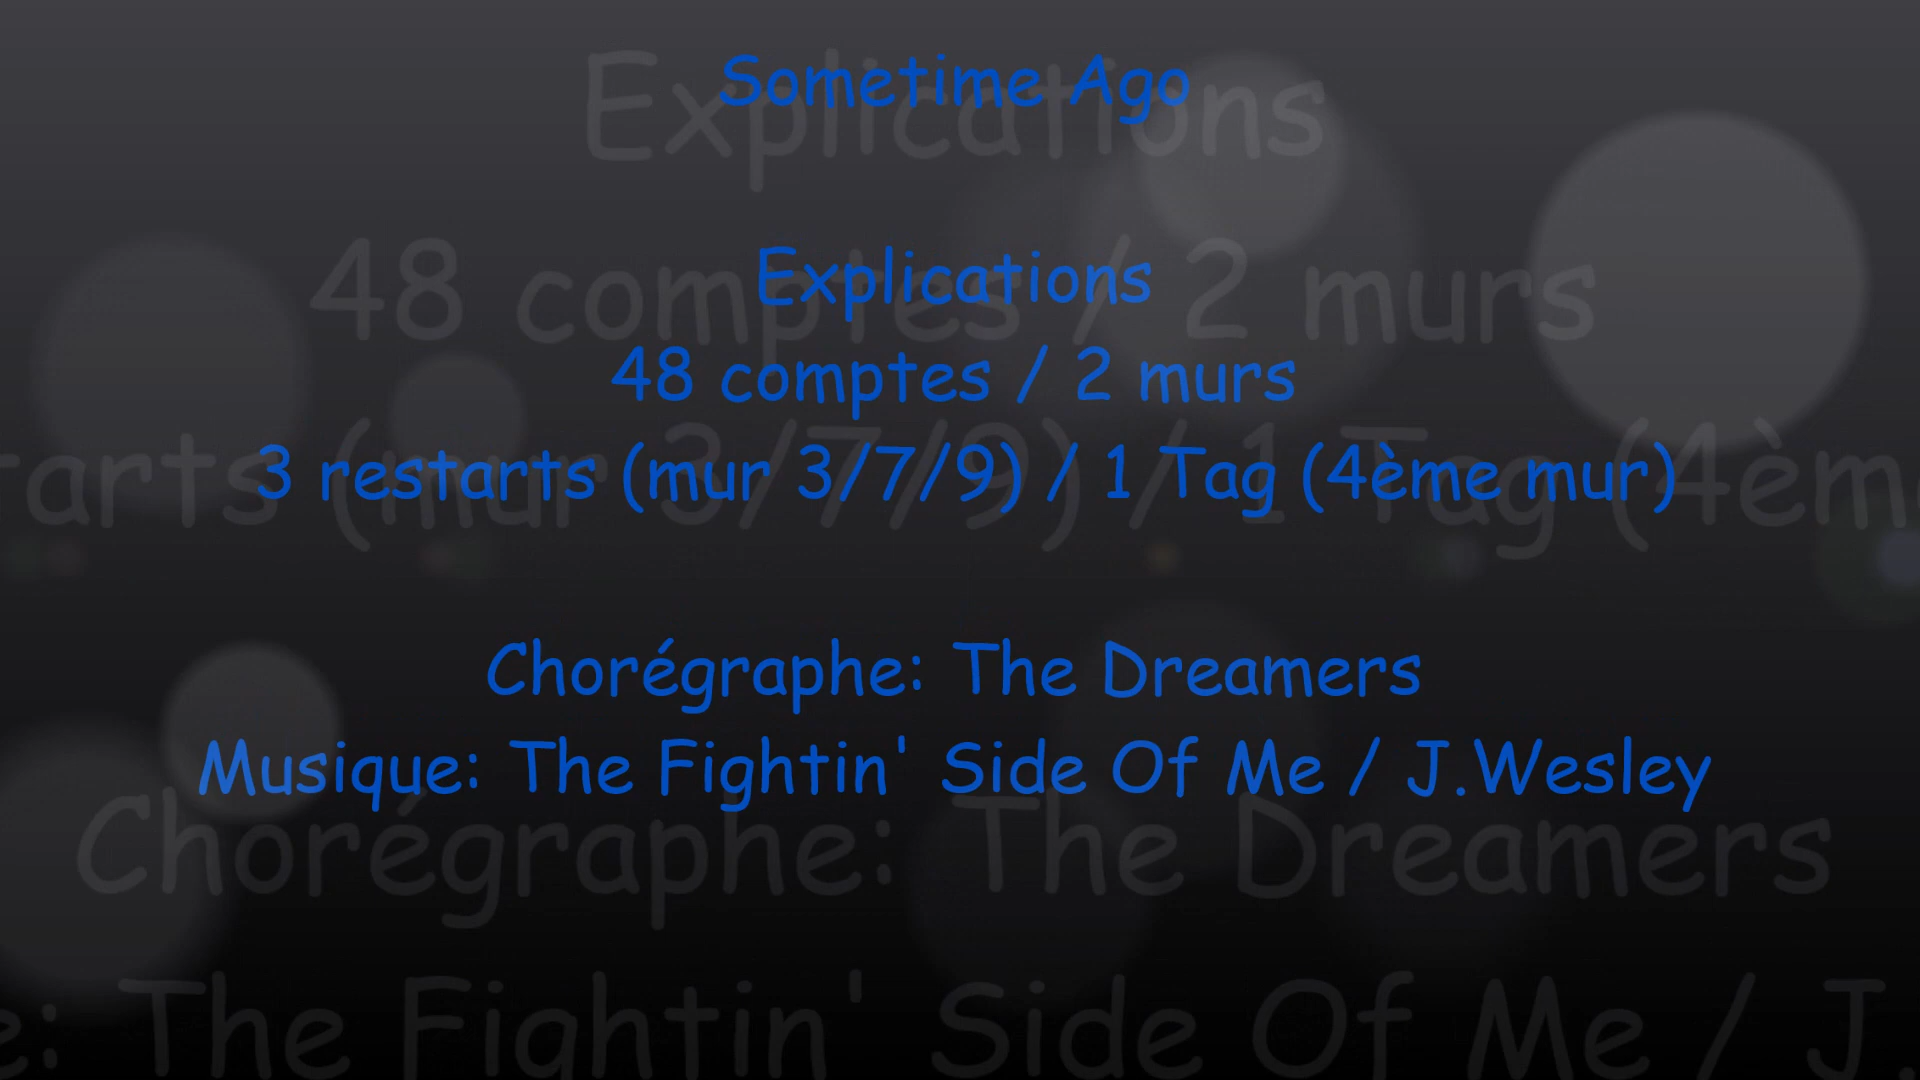 Sometime Ago
Explications
48 comptes / 2 murs
3 restarts (mur 3/7/9) / 1 Tag (4ème mur)
Chorégraphe: The Dreamers
Musique: The Fightin' Side Of Me / J.Wesley